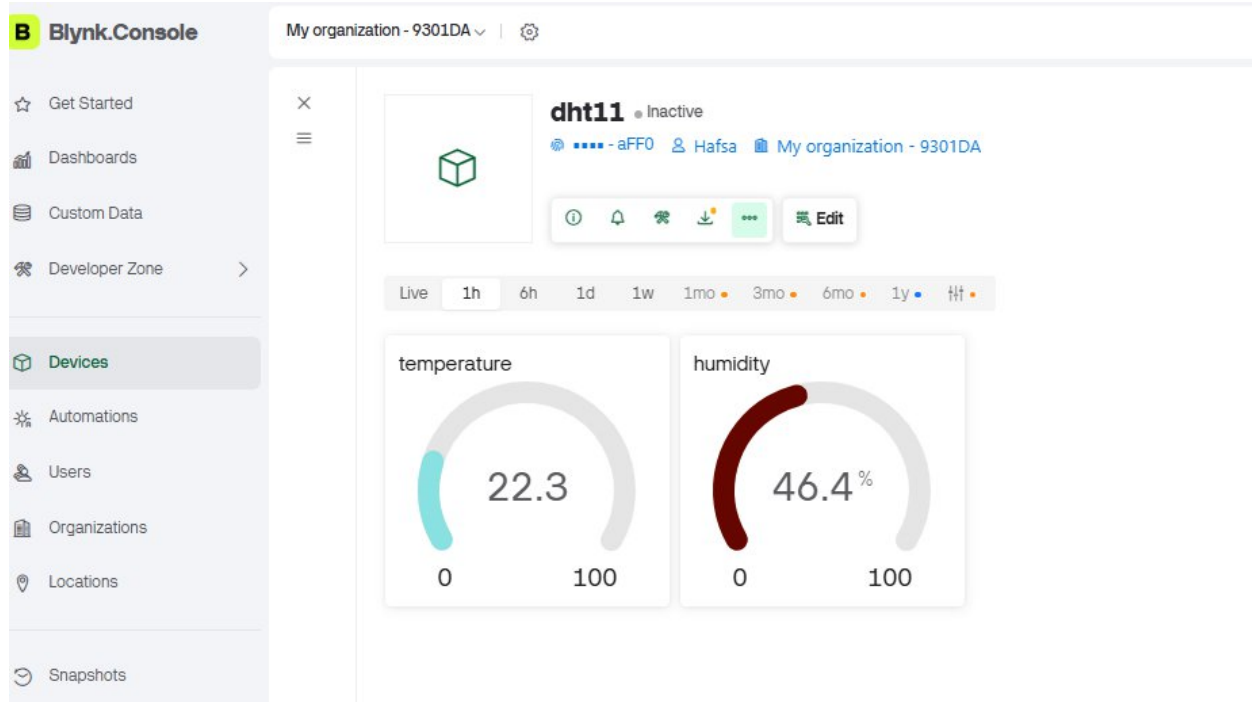 B Blynk.Console
My organization - 9301DA
Get Started
Dashboards
Custom Data
Developer Zone
Devices
Automations
Users
Organizations
Locations
Snapshots
dht11 Inactive
•••• - aFF0 Hafsa My organization - 9301DA
Edit
Live 1h 6h 1d 1w 1mo 3mo 6mo 1y
temperature
22.3
0 100
humidity
46.4 %
0 100